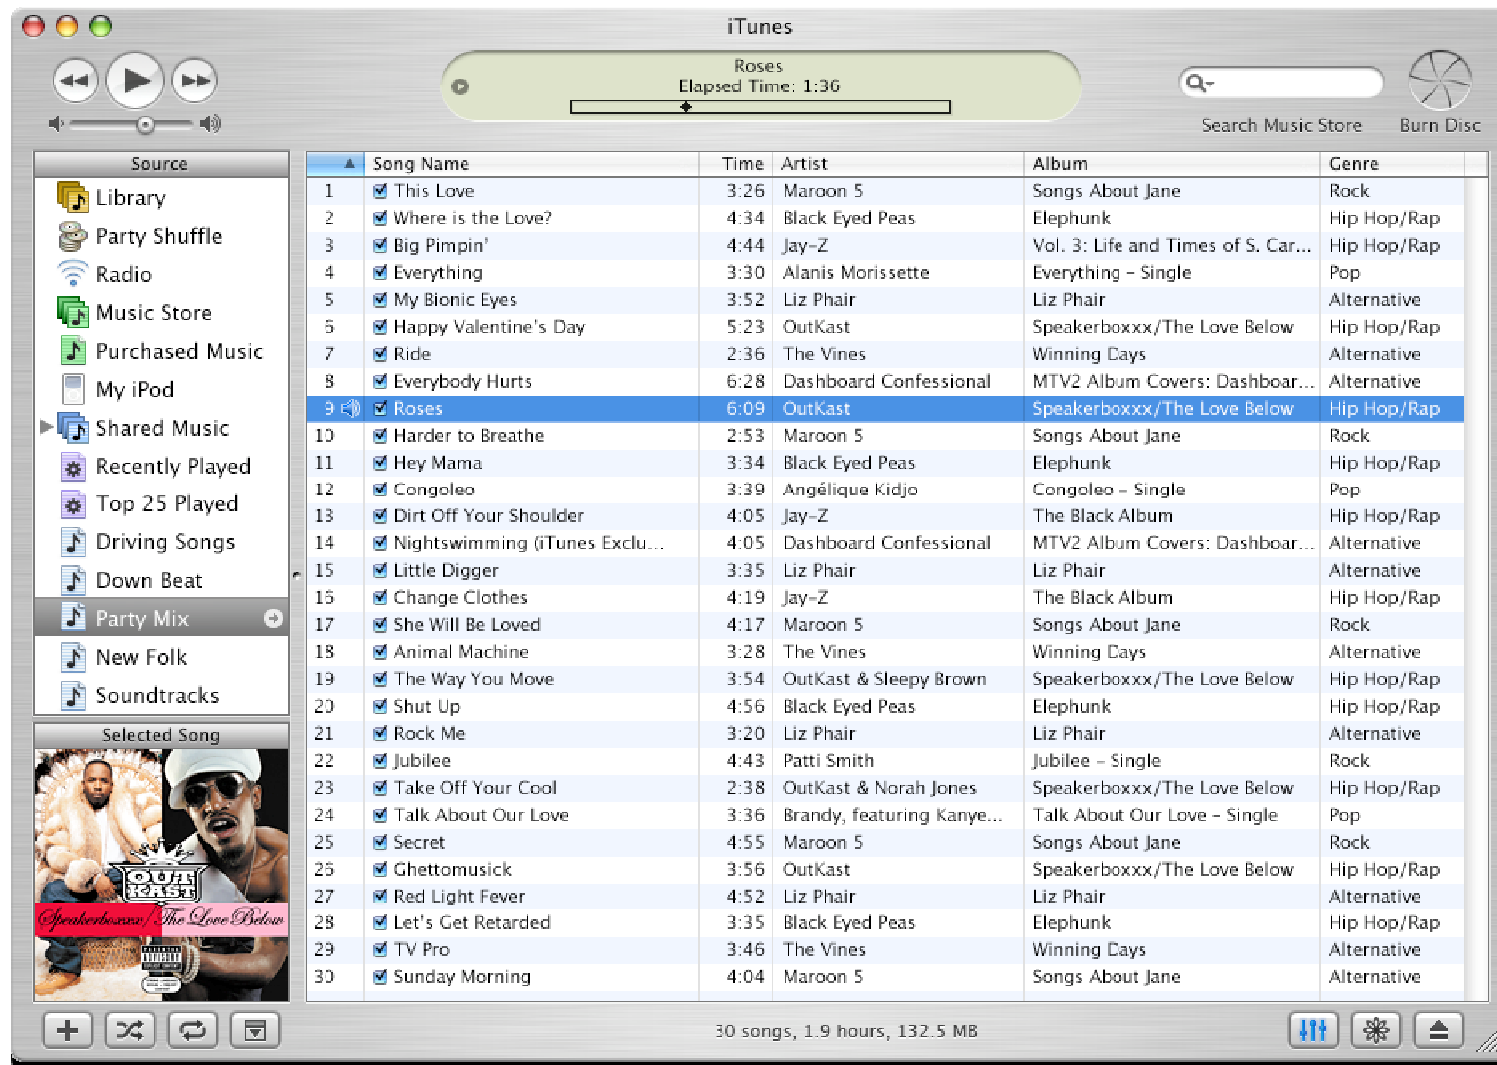 iTunes
Roses
Elapsed Time: 1:36
Search Music Store
Burn Disc
Source
Library
Party Shuffle
Radio
Music Store
Purchased Music
My iPod
Shared Music
Recently Played
Top 25 Played
Driving Songs
Down Beat
Party Mix
New Folk
Soundtracks
Selected Song
OUTKAST
Speakerboxxx/The Love Below
Song Name Time Artist Album Genre
1 This Love 3:26 Maroon 5 Songs About Jane Rock
2 Where is the Love? 4:34 Black Eyed Peas Elephunk Hip Hop/Rap
3 Big Pimpin' 4:44 Jay-Z Vol. 3: Life and Times of S. Car... Hip Hop/Rap
4 Everything 3:30 Alanis Morissette Everything – Single Pop
5 My Bionic Eyes 3:52 Liz Phair Liz Phair Alternative
6 Happy Valentine's Day 5:23 OutKast Speakerboxxx/The Love Below Hip Hop/Rap
7 Ride 2:36 The Vines Winning Days Alternative
8 Everybody Hurts 6:28 Dashboard Confessional MTV2 Album Covers: Dashboar... Alternative
9 Roses 6:09 OutKast Speakerboxxx/The Love Below Hip Hop/Rap
10 Harder to Breathe 2:53 Maroon 5 Songs About Jane Rock
11 Hey Mama 3:34 Black Eyed Peas Elephunk Hip Hop/Rap
12 Congoleo 3:39 Angélique Kidjo Congoleo – Single Pop
13 Dirt Off Your Shoulder 4:05 Jay-Z The Black Album Hip Hop/Rap
14 Nightswimming (iTunes Exclu... 4:05 Dashboard Confessional MTV2 Album Covers: Dashboar... Alternative
15 Little Digger 3:35 Liz Phair Liz Phair Alternative
16 Change Clothes 4:19 Jay-Z The Black Album Hip Hop/Rap
17 She Will Be Loved 4:17 Maroon 5 Songs About Jane Rock
18 Animal Machine 3:28 The Vines Winning Days Alternative
19 The Way You Move 3:54 OutKast & Sleepy Brown Speakerboxxx/The Love Below Hip Hop/Rap
20 Shut Up 4:56 Black Eyed Peas Elephunk Hip Hop/Rap
21 Rock Me 3:20 Liz Phair Liz Phair Alternative
22 Jubilee 4:43 Patti Smith Jubilee – Single Rock
23 Take Off Your Cool 2:38 OutKast & Norah Jones Speakerboxxx/The Love Below Hip Hop/Rap
24 Talk About Our Love 3:36 Brandy, featuring Kanye... Talk About Our Love – Single Pop
25 Secret 4:55 Maroon 5 Songs About Jane Rock
26 Ghettomusick 3:56 OutKast Speakerboxxx/The Love Below Hip Hop/Rap
27 Red Light Fever 4:52 Liz Phair Liz Phair Alternative
28 Let's Get Retarded 3:35 Black Eyed Peas Elephunk Hip Hop/Rap
29 TV Pro 3:46 The Vines Winning Days Alternative
30 Sunday Morning 4:04 Maroon 5 Songs About Jane Alternative
30 songs, 1.9 hours, 132.5 MB